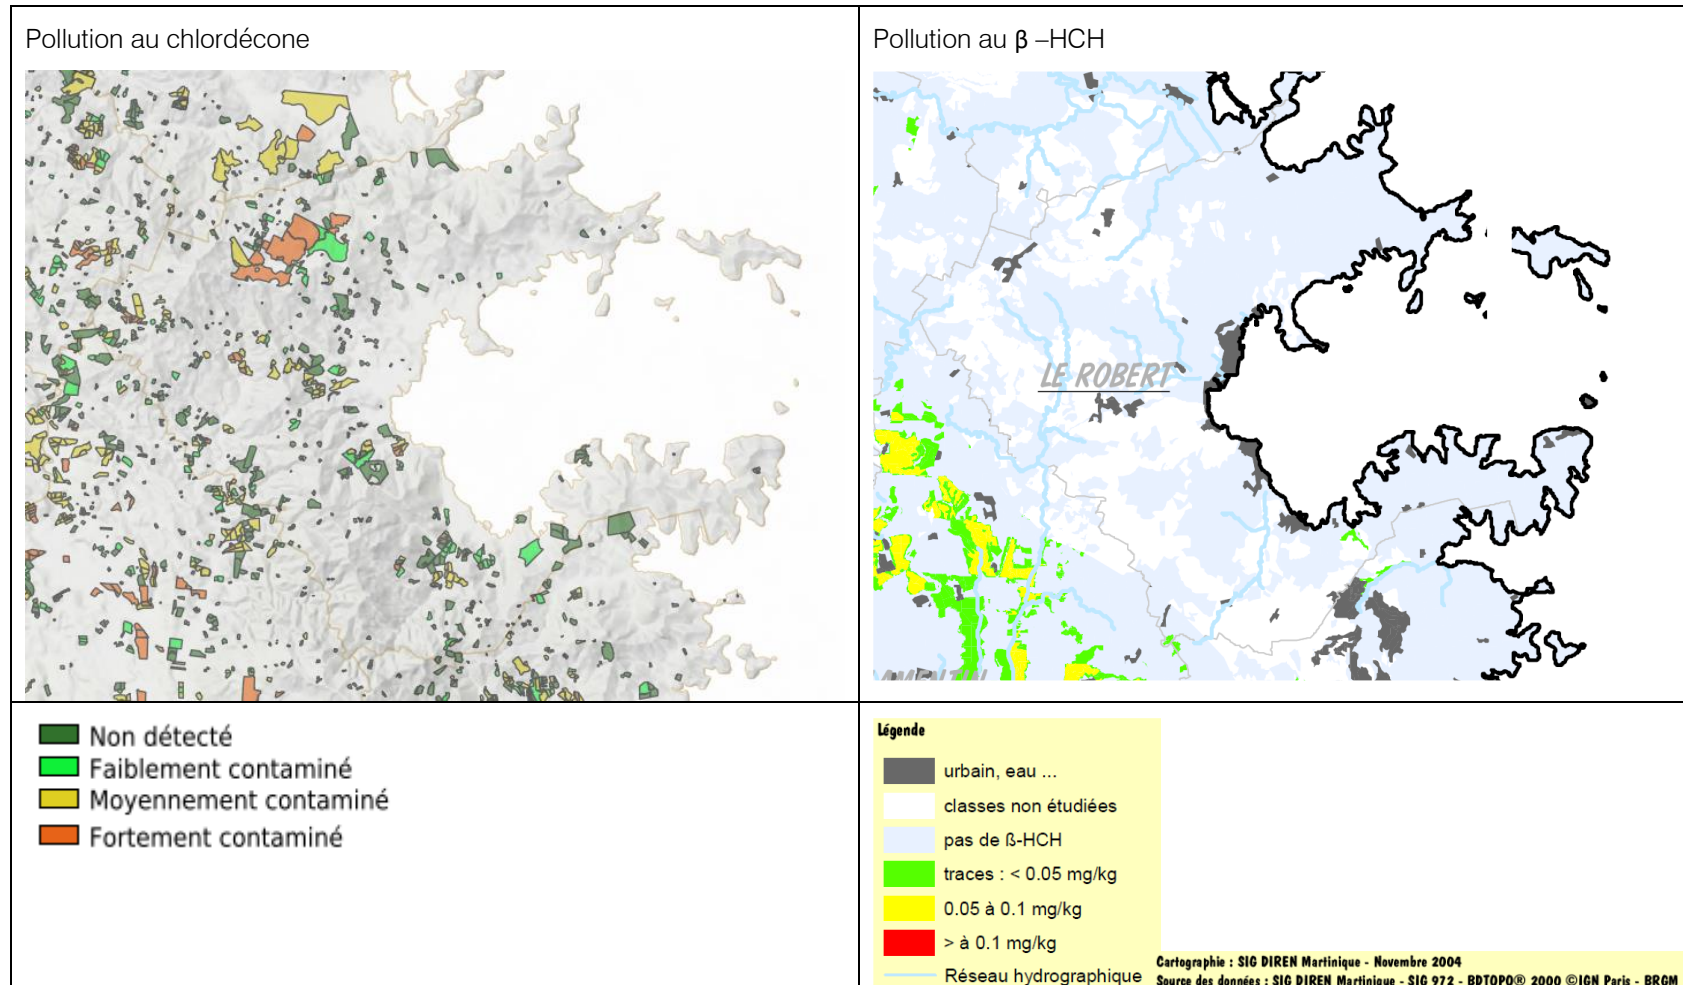 Pollution au chlordécone
Pollution au β –HCH
LE ROBERT
Non détecté
Faiblement contaminé
Moyennement contaminé
Fortement contaminé
Légende
urbain, eau ...
classes non étudiées
pas de ß-HCH
traces : < 0.05 mg/kg
0.05 à 0.1 mg/kg
> à 0.1 mg/kg
Réseau hydrographique
Cartographie : SIG DIREN Martinique - Novembre 2004
Source des données : SIG DIREN Martinique - SIG 972 - BDTOPO® 2000 ©IGN Paris - BRGM